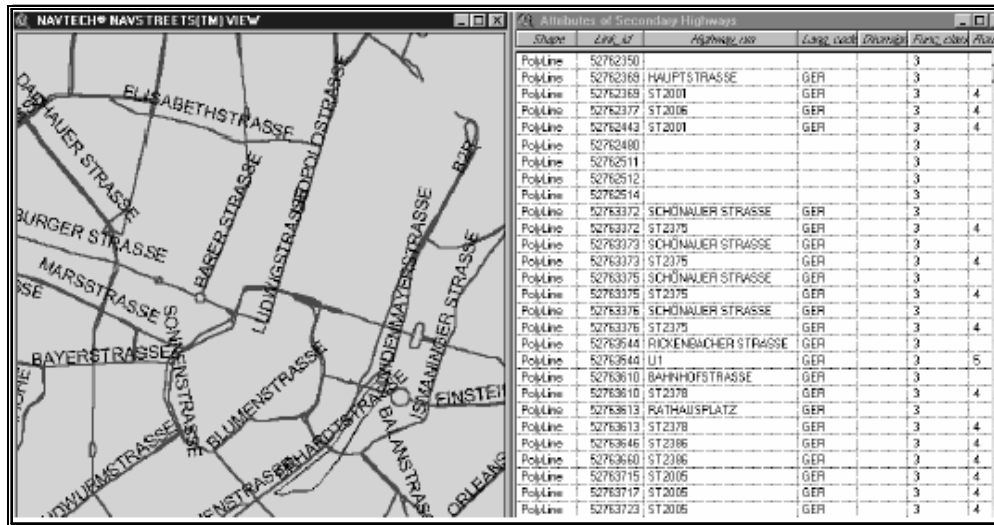 NAVTECH® NAVSTREETS(TM) VIEW
ELISABETHSTRASSE
DACHAUER STRASSE
LEOPOLDSTRASSE
B2R
BURGER STRASSE
BARER STRASSE
LUDWIGSTRASSE
MARSSTRASSE
SSE
SONNENSTRASSE
BAYERSTRASSE
LINDENMAYERSTRASSE
ISMANINGER STRASSE
BLUMENSTRASSE
EINSTEI
ERHARDTSTRASSE
BALANSTRASSE
DWURMSTRASSE
ENSTRASSE
ORLEANS
Attributes of Secondary Highways
Shape Link_id Highway_nm Func_class
PolyLine 52762350 3
PolyLine 52762369 HAUPTSTRASSE GER 3
PolyLine 52762369 ST2001 GER 3 4
PolyLine 52762377 ST2006 GER 3 4
PolyLine 52762443 ST2001 GER 3 4
PolyLine 52762480 3
PolyLine 52762511 3
PolyLine 52762512 3
PolyLine 52762514 3
PolyLine 52763372 SCHÖNAUER STRASSE GER 3
PolyLine 52763372 ST2375 GER 3 4
PolyLine 52763373 SCHÖNAUER STRASSE GER 3
PolyLine 52763373 ST2375 GER 3 4
PolyLine 52763375 SCHÖNAUER STRASSE GER 3
PolyLine 52763375 ST2375 GER 3 4
PolyLine 52763376 SCHÖNAUER STRASSE GER 3
PolyLine 52763376 ST2375 GER 3 4
PolyLine 52763544 RICKENBACHER STRASSE GER 3
PolyLine 52763544 LI1 GER 3 5
PolyLine 52763610 BAHNHOFSTRASSE GER 3
PolyLine 52763610 ST2378 GER 3 4
PolyLine 52763613 RATHAUSPLATZ GER 3
PolyLine 52763613 ST2378 GER 3 4
PolyLine 52763646 ST2386 GER 3 4
PolyLine 52763660 ST2386 GER 3 4
PolyLine 52763715 ST2005 GER 3 4
PolyLine 52763717 ST2005 GER 3 4
PolyLine 52763723 ST2005 GER 3 4